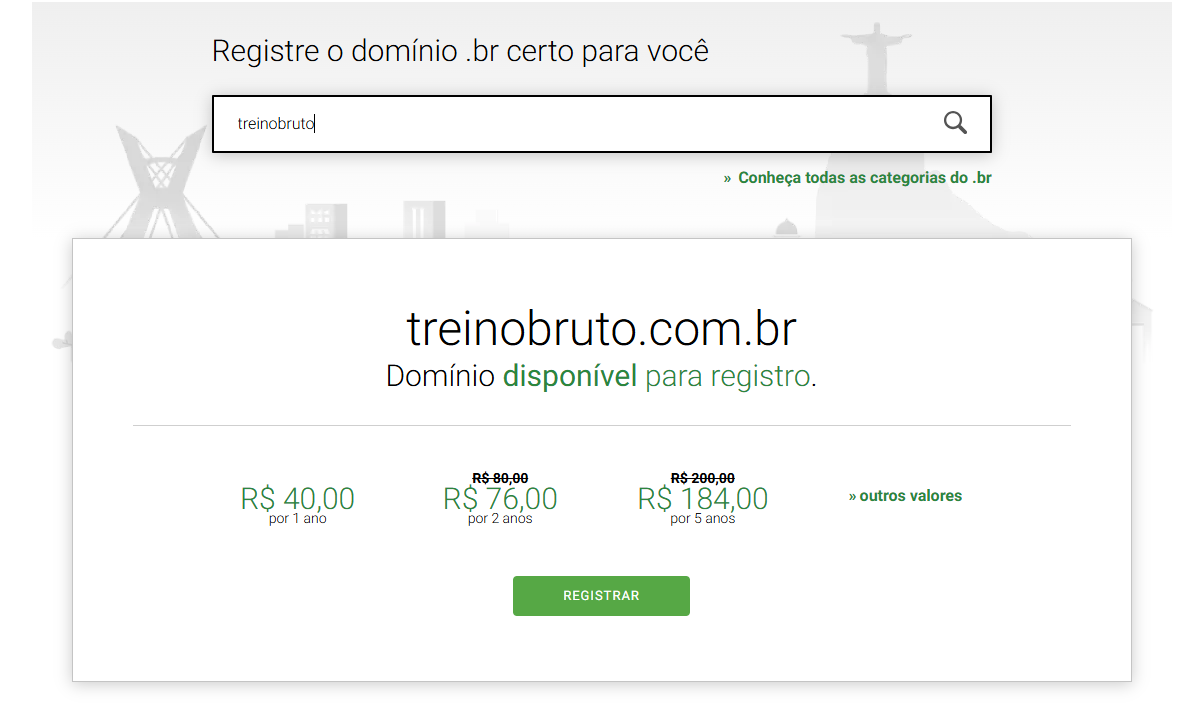 Registre o domínio .br certo para você
treinobruto
» Conheça todas as categorias do .br
treinobruto.com.br
Domínio disponível para registro.
R$ 40,00
por 1 ano
R$ 80,00
R$ 76,00
por 2 anos
R$ 200,00
R$ 184,00
por 5 anos
» outros valores
REGISTRAR